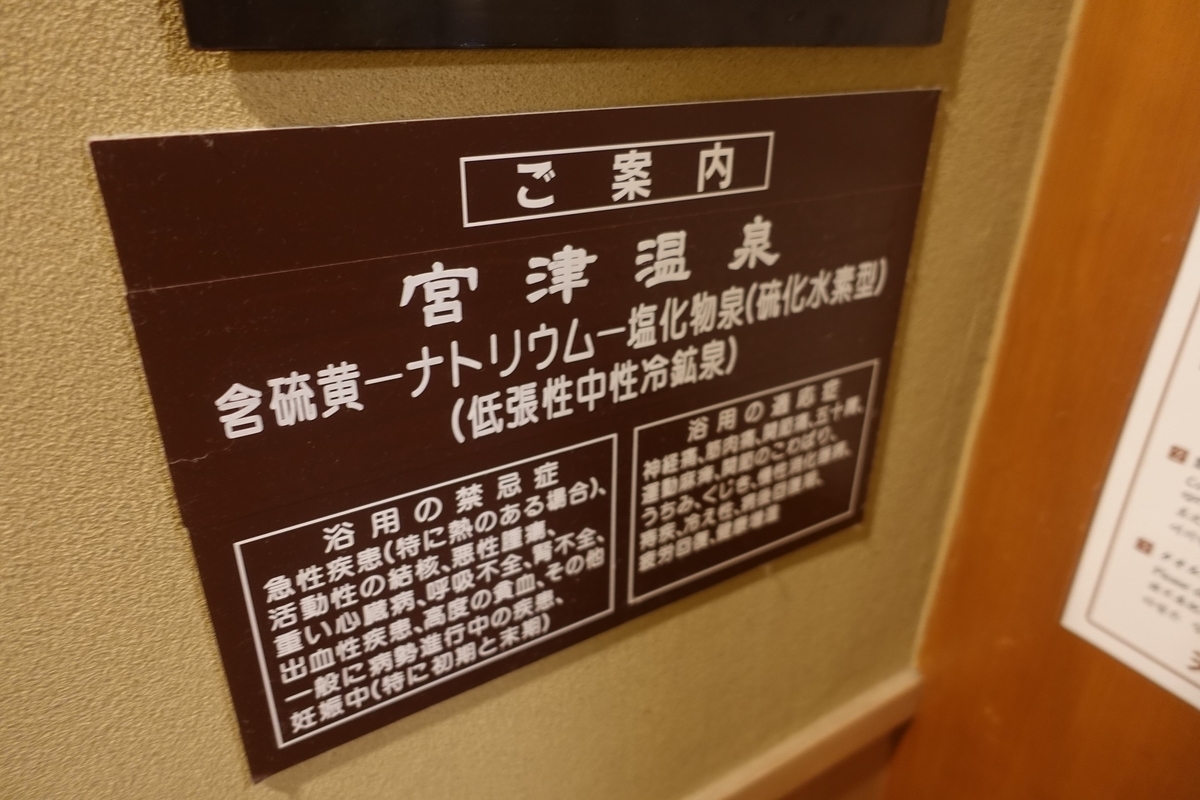 ご案内
宮津温泉
含硫黄ーナトリウムー塩化物泉(硫化水素型)
(低張性中性冷鉱泉)
浴用の禁忌症
急性疾患(特に熱のある場合)、
活動性の結核、悪性腫瘍、
重い心臓病、呼吸不全、腎不全、
出血性疾患、高度の貧血、その他
一般に病勢進行中の疾患、
妊娠中(特に初期と末期)
浴用の適応症
神経痛、筋肉痛、関節痛、五十肩、
運動麻痺、関節のこわばり、
うちみ、くじき、慢性消化器病、
痔疾、冷え性、病後回復期、
疲労回復、健康増進